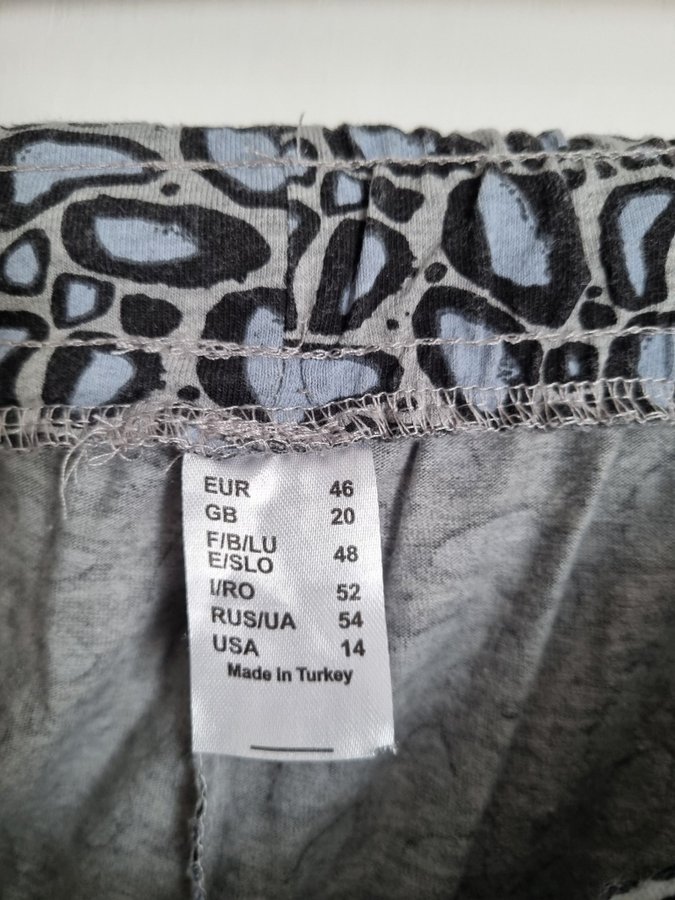 EUR 46
GB 20
F/B/LU
E/SLO 48
I/RO 52
RUS/UA 54
USA 14
Made In Turkey